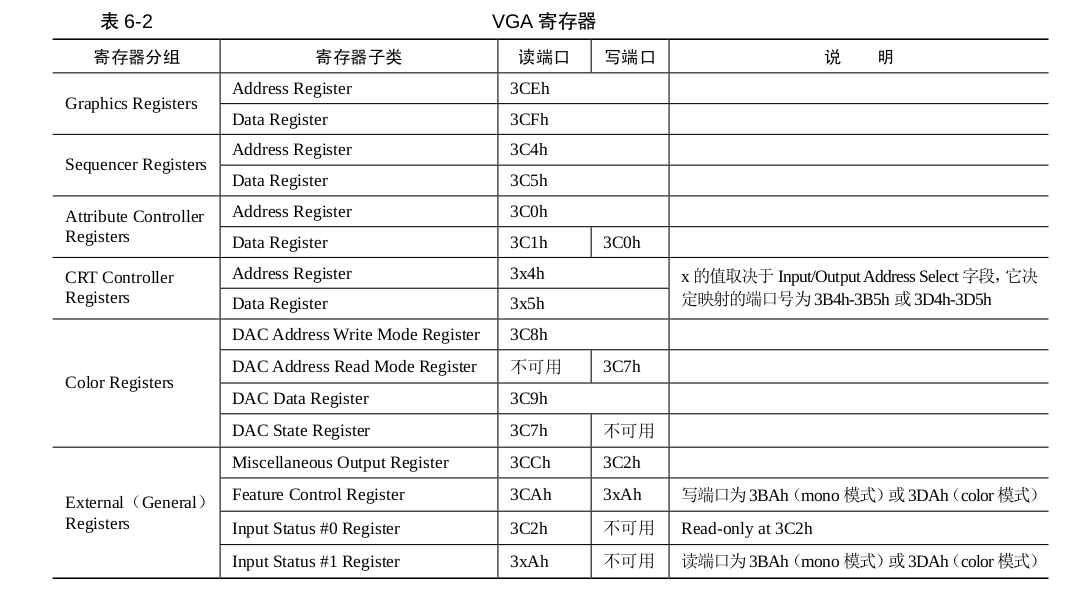 表 6-2 VGA 寄存器
寄存器分组 寄存器子类 读端口 写端口 说 明
Graphics Registers Address Register 3CEh
Data Register 3CFh
Sequencer Registers Address Register 3C4h
Data Register 3C5h
Attribute Controller Registers Address Register 3C0h
Data Register 3C1h 3C0h
CRT Controller Registers Address Register 3x4h x 的值取决于 Input/Output Address Select 字段，它决
Data Register 3x5h 定映射的端口号为 3B4h-3B5h 或 3D4h-3D5h
Color Registers DAC Address Write Mode Register 3C8h
DAC Address Read Mode Register 不可用 3C7h
DAC Data Register 3C9h
DAC State Register 3C7h 不可用
External（General） Registers Miscellaneous Output Register 3CCh 3C2h
Feature Control Register 3CAh 3xAh 写端口为 3BAh（mono 模式）或 3DAh（color 模式）
Input Status #0 Register 3C2h 不可用 Read-only at 3C2h
Input Status #1 Register 3xAh 不可用 读端口为 3BAh（mono 模式）或 3DAh（color 模式）